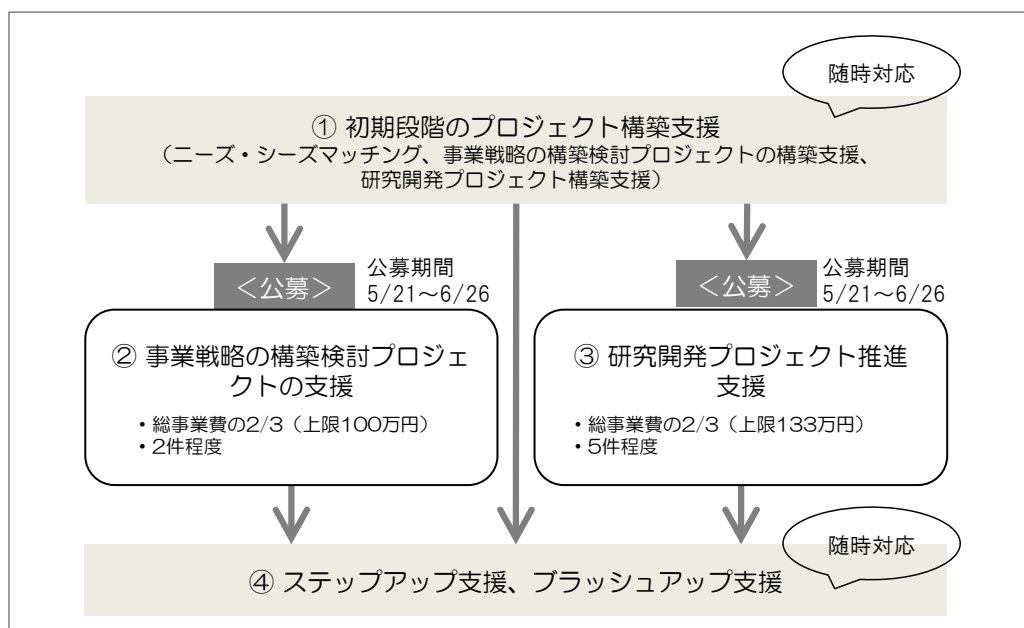 随時対応
① 初期段階のプロジェクト構築支援
（ニーズ・シーズマッチング、事業戦略の構築検討プロジェクトの構築支援、
研究開発プロジェクト構築支援）
＜公募＞
公募期間
5/21～6/26
② 事業戦略の構築検討プロジェ
クトの支援
・総事業費の2/3（上限100万円）
・2件程度
＜公募＞
公募期間
5/21～6/26
③ 研究開発プロジェクト推進
支援
・総事業費の2/3（上限133万円）
・5件程度
随時対応
④ ステップアップ支援、ブラッシュアップ支援